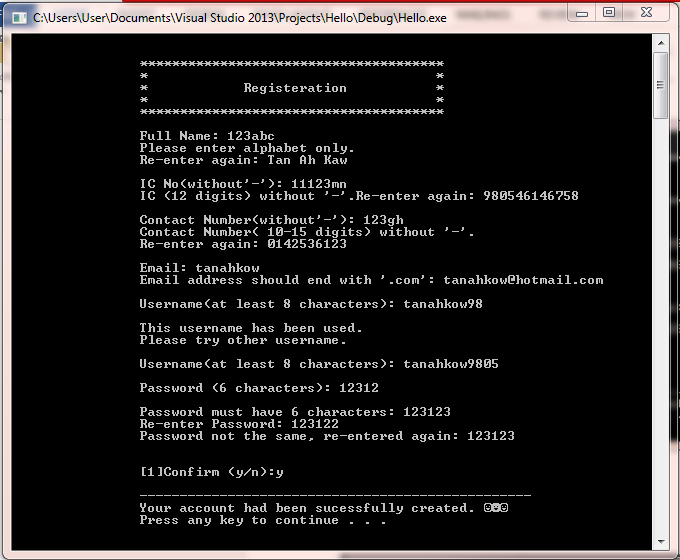 C:\Users\User\Documents\Visual Studio 2013\Projects\Hello\Debug\Hello.exe
**************************************
*                                    *
*            Registeration           *
*                                    *
**************************************
Full Name: 123abc
Please enter alphabet only.
Re-enter again: Tan Ah Kaw
IC No(without'-'): 11123mn
IC (12 digits) without '-'.Re-enter again: 980546146758
Contact Number(without'-'): 123gh
Contact Number( 10-15 digits) without '-'.
Re-enter again: 0142536123
Email: tanahkow
Email address should end with '.com': tanahkow@hotmail.com
Username(at least 8 characters): tanahkow98
This username has been used.
Please try other username.
Username(at least 8 characters): tanahkow9805
Password (6 characters): 12312
Password must have 6 characters: 123123
Re-enter Password: 123122
Password not the same, re-entered again: 123123
[1]Confirm (y/n):y
_________________________________________________
Your account had been sucessfully created. ☺☻☺
Press any key to continue . . .